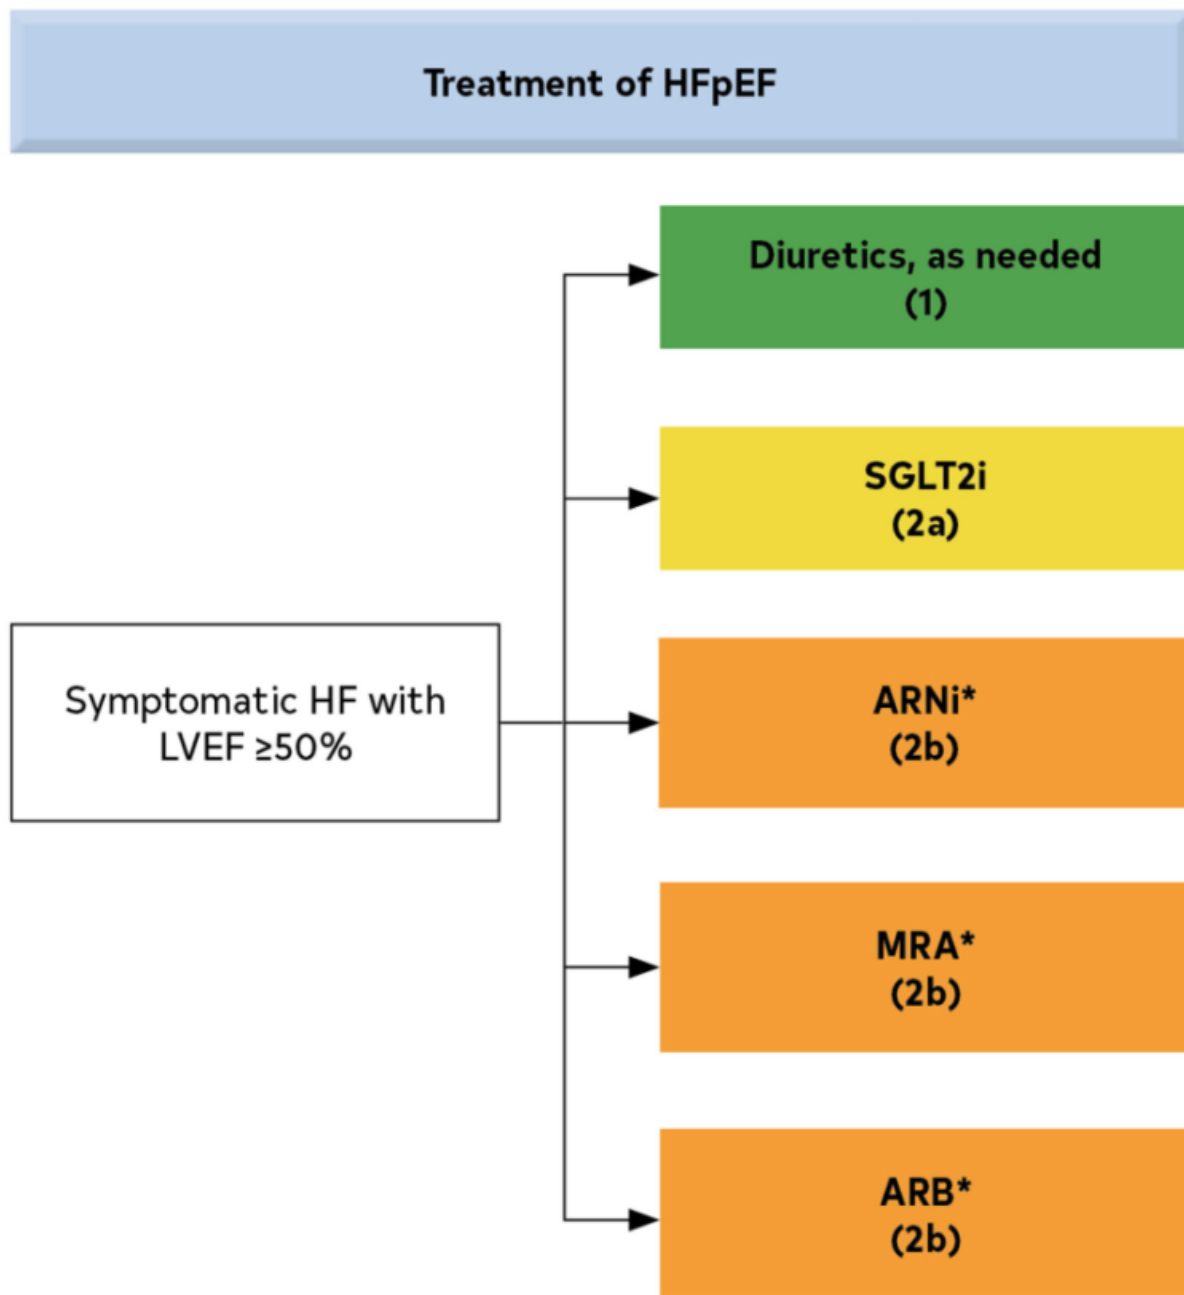 Treatment of HFpEF
Symptomatic HF with
LVEF ≥50%
Diuretics, as needed
(1)
SGLT2i
(2a)
ARNi*
(2b)
MRA*
(2b)
ARB*
(2b)